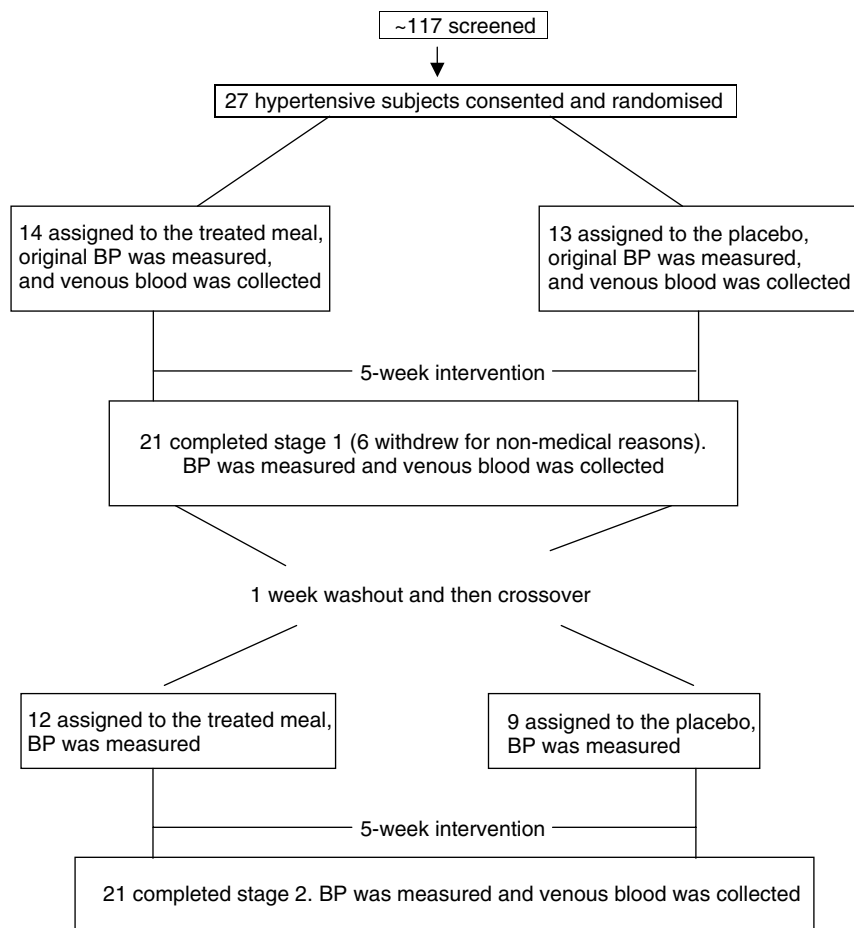 ~117 screened
27 hypertensive subjects consented and randomised
14 assigned to the treated meal,
original BP was measured,
and venous blood was collected
13 assigned to the placebo,
original BP was measured,
and venous blood was collected
5-week intervention
21 completed stage 1 (6 withdrew for non-medical reasons).
BP was measured and venous blood was collected
1 week washout and then crossover
12 assigned to the treated meal,
BP was measured
9 assigned to the placebo,
BP was measured
5-week intervention
21 completed stage 2. BP was measured and venous blood was collected